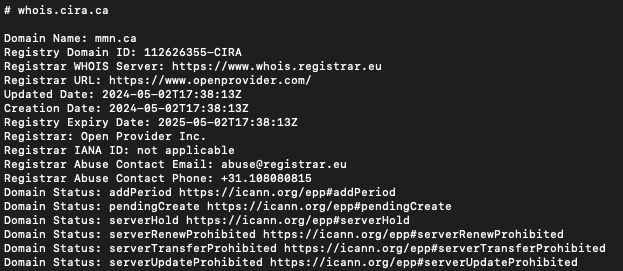 # whois.cira.ca
Domain Name: mmn.ca
Registry Domain ID: 112626355-CIRA
Registrar WHOIS Server: https://www.whois.registrar.eu
Registrar URL: https://www.openprovider.com/
Updated Date: 2024-05-02T17:38:13Z
Creation Date: 2024-05-02T17:38:13Z
Registry Expiry Date: 2025-05-02T17:38:13Z
Registrar: Open Provider Inc.
Registrar IANA ID: not applicable
Registrar Abuse Contact Email: abuse@registrar.eu
Registrar Abuse Contact Phone: +31.108080815
Domain Status: addPeriod https://icann.org/epp#addPeriod
Domain Status: pendingCreate https://icann.org/epp#pendingCreate
Domain Status: serverHold https://icann.org/epp#serverHold
Domain Status: serverRenewProhibited https://icann.org/epp#serverRenewProhibited
Domain Status: serverTransferProhibited https://icann.org/epp#serverTransferProhibited
Domain Status: serverUpdateProhibited https://icann.org/epp#serverUpdateProhibited